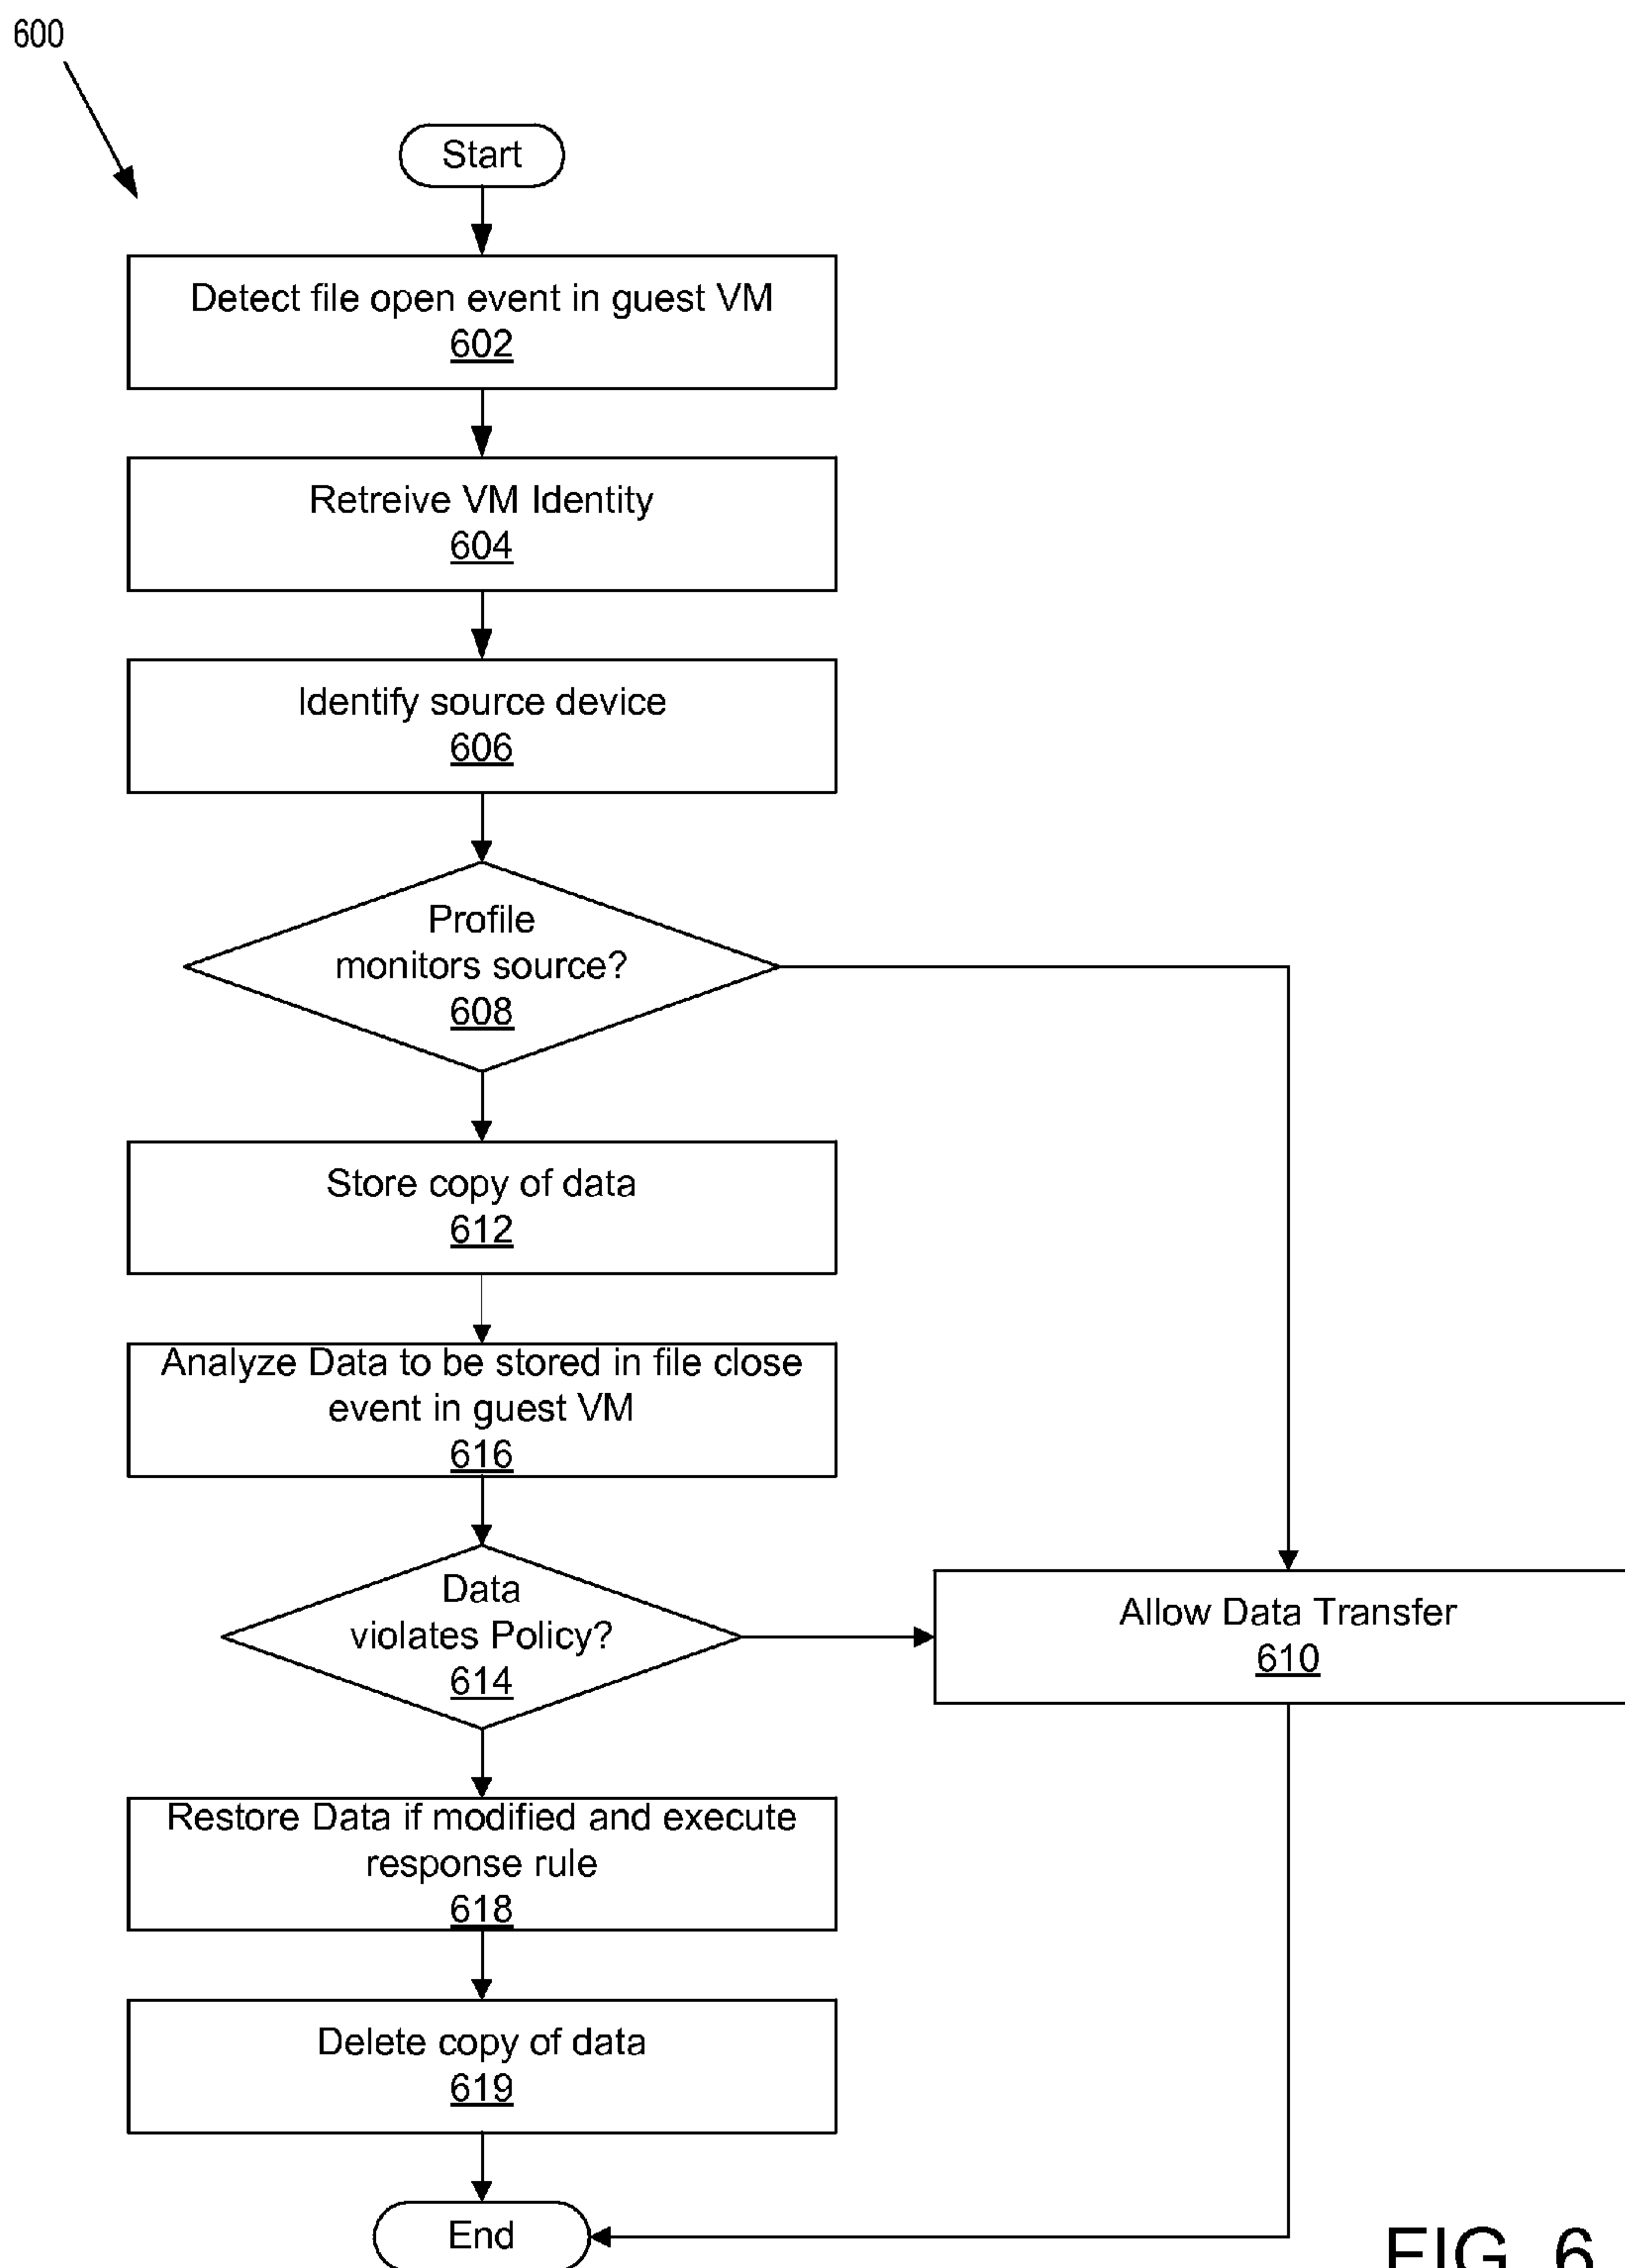 600
Start
Detect file open event in guest VM
602
Retreive VM Identity
604
Identify source device
606
Profile
monitors source?
608
Store copy of data
612
Analyze Data to be stored in file close
event in guest VM
616
Data
violates Policy?
614
Allow Data Transfer
610
Restore Data if modified and execute
response rule
618
Delete copy of data
619
End
FIG. 6